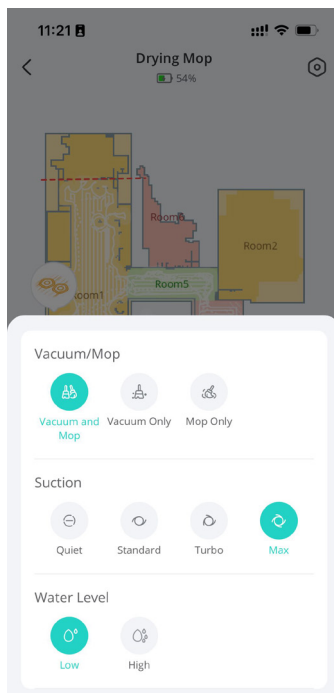 11:21
Drying Mop
54%
Room6
Room2
Room1
Room5
Vacuum/Mop
Vacuum and Mop
Vacuum Only
Mop Only
Suction
Quiet
Standard
Turbo
Max
Water Level
Low
High